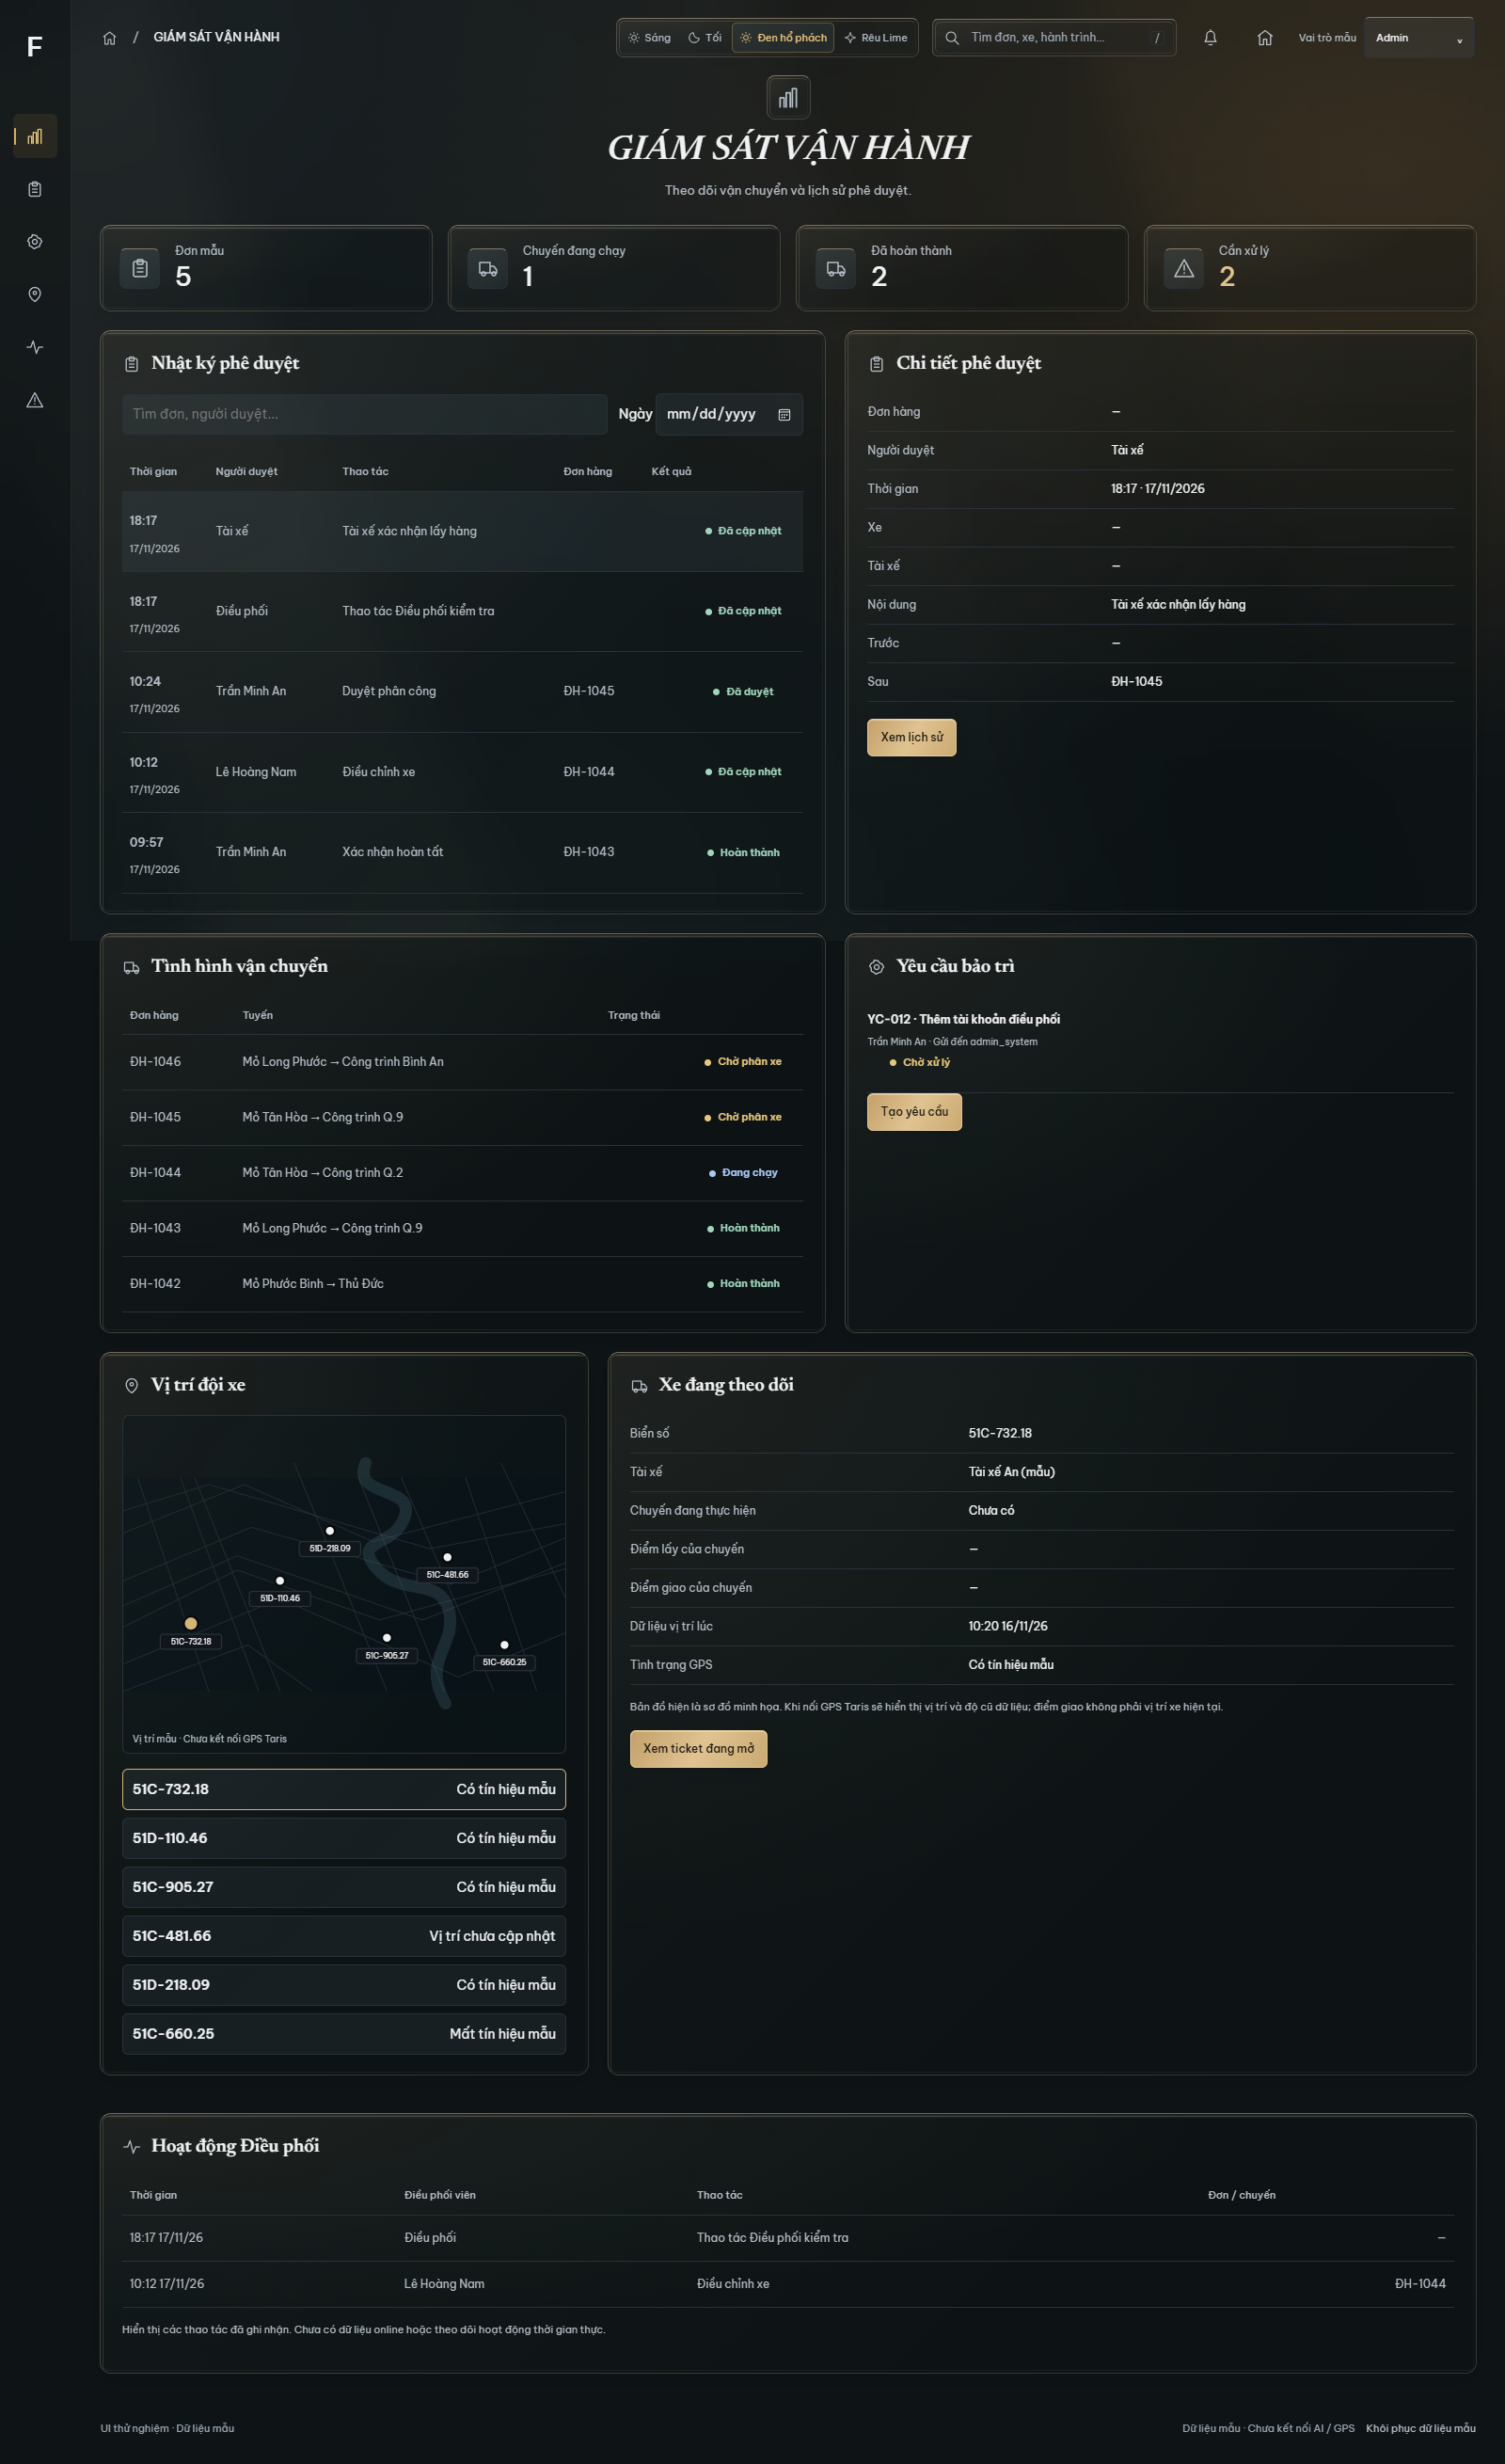 F
/ GIÁM SÁT VẬN HÀNH
Sáng Tối Đen hổ phách Rêu Lime
Tìm đơn, xe, hành trình... /
Vai trò mẫu Admin
GIÁM SÁT VẬN HÀNH
Theo dõi vận chuyển và lịch sử phê duyệt.
Đơn mẫu
5
Chuyến đang chạy
1
Đã hoàn thành
2
Cần xử lý
2
Nhật ký phê duyệt
Tìm đơn, người duyệt...
Ngày mm/dd/yyyy
Thời gian Người duyệt Thao tác Đơn hàng Kết quả
18:17
17/11/2026
Tài xế Tài xế xác nhận lấy hàng Đã cập nhật
18:17
17/11/2026
Điều phối Thao tác Điều phối kiểm tra Đã cập nhật
10:24
17/11/2026
Trần Minh An Duyệt phân công ĐH-1045 Đã duyệt
10:12
17/11/2026
Lê Hoàng Nam Điều chỉnh xe ĐH-1044 Đã cập nhật
09:57
17/11/2026
Trần Minh An Xác nhận hoàn tất ĐH-1043 Hoàn thành
Chi tiết phê duyệt
Đơn hàng —
Người duyệt Tài xế
Thời gian 18:17 · 17/11/2026
Xe —
Tài xế —
Nội dung Tài xế xác nhận lấy hàng
Trước —
Sau ĐH-1045
Xem lịch sử
Tình hình vận chuyển
Đơn hàng Tuyến Trạng thái
ĐH-1046 Mỏ Long Phước → Công trình Bình An Chờ phân xe
ĐH-1045 Mỏ Tân Hòa → Công trình Q.9 Chờ phân xe
ĐH-1044 Mỏ Tân Hòa → Công trình Q.2 Đang chạy
ĐH-1043 Mỏ Long Phước → Công trình Q.9 Hoàn thành
ĐH-1042 Mỏ Phước Bình → Thủ Đức Hoàn thành
Yêu cầu bảo trì
YC-012 · Thêm tài khoản điều phối
Trần Minh An · Gửi đến admin_system
Chờ xử lý
Tạo yêu cầu
Vị trí đội xe
51D-218.09
51C-481.66
51D-110.46
51C-732.18
51C-905.27
51C-660.25
Vị trí mẫu · Chưa kết nối GPS Taris
51C-732.18 Có tín hiệu mẫu
51D-110.46 Có tín hiệu mẫu
51C-905.27 Có tín hiệu mẫu
51C-481.66 Vị trí chưa cập nhật
51D-218.09 Có tín hiệu mẫu
51C-660.25 Mất tín hiệu mẫu
Xe đang theo dõi
Biển số 51C-732.18
Tài xế Tài xế An (mẫu)
Chuyến đang thực hiện Chưa có
Điểm lấy của chuyến —
Điểm giao của chuyến —
Dữ liệu vị trí lúc 10:20 16/11/26
Tình trạng GPS Có tín hiệu mẫu
Bản đồ hiện là sơ đồ minh họa. Khi nối GPS Taris sẽ hiển thị vị trí và độ cũ dữ liệu; điểm giao không phải vị trí xe hiện tại.
Xem ticket đang mở
Hoạt động Điều phối
Thời gian Điều phối viên Thao tác Đơn / chuyến
18:17 17/11/26 Điều phối Thao tác Điều phối kiểm tra —
10:12 17/11/26 Lê Hoàng Nam Điều chỉnh xe ĐH-1044
Hiển thị các thao tác đã ghi nhận. Chưa có dữ liệu online hoặc theo dõi hoạt động thời gian thực.
UI thử nghiệm · Dữ liệu mẫu
Dữ liệu mẫu · Chưa kết nối AI / GPS Khôi phục dữ liệu mẫu